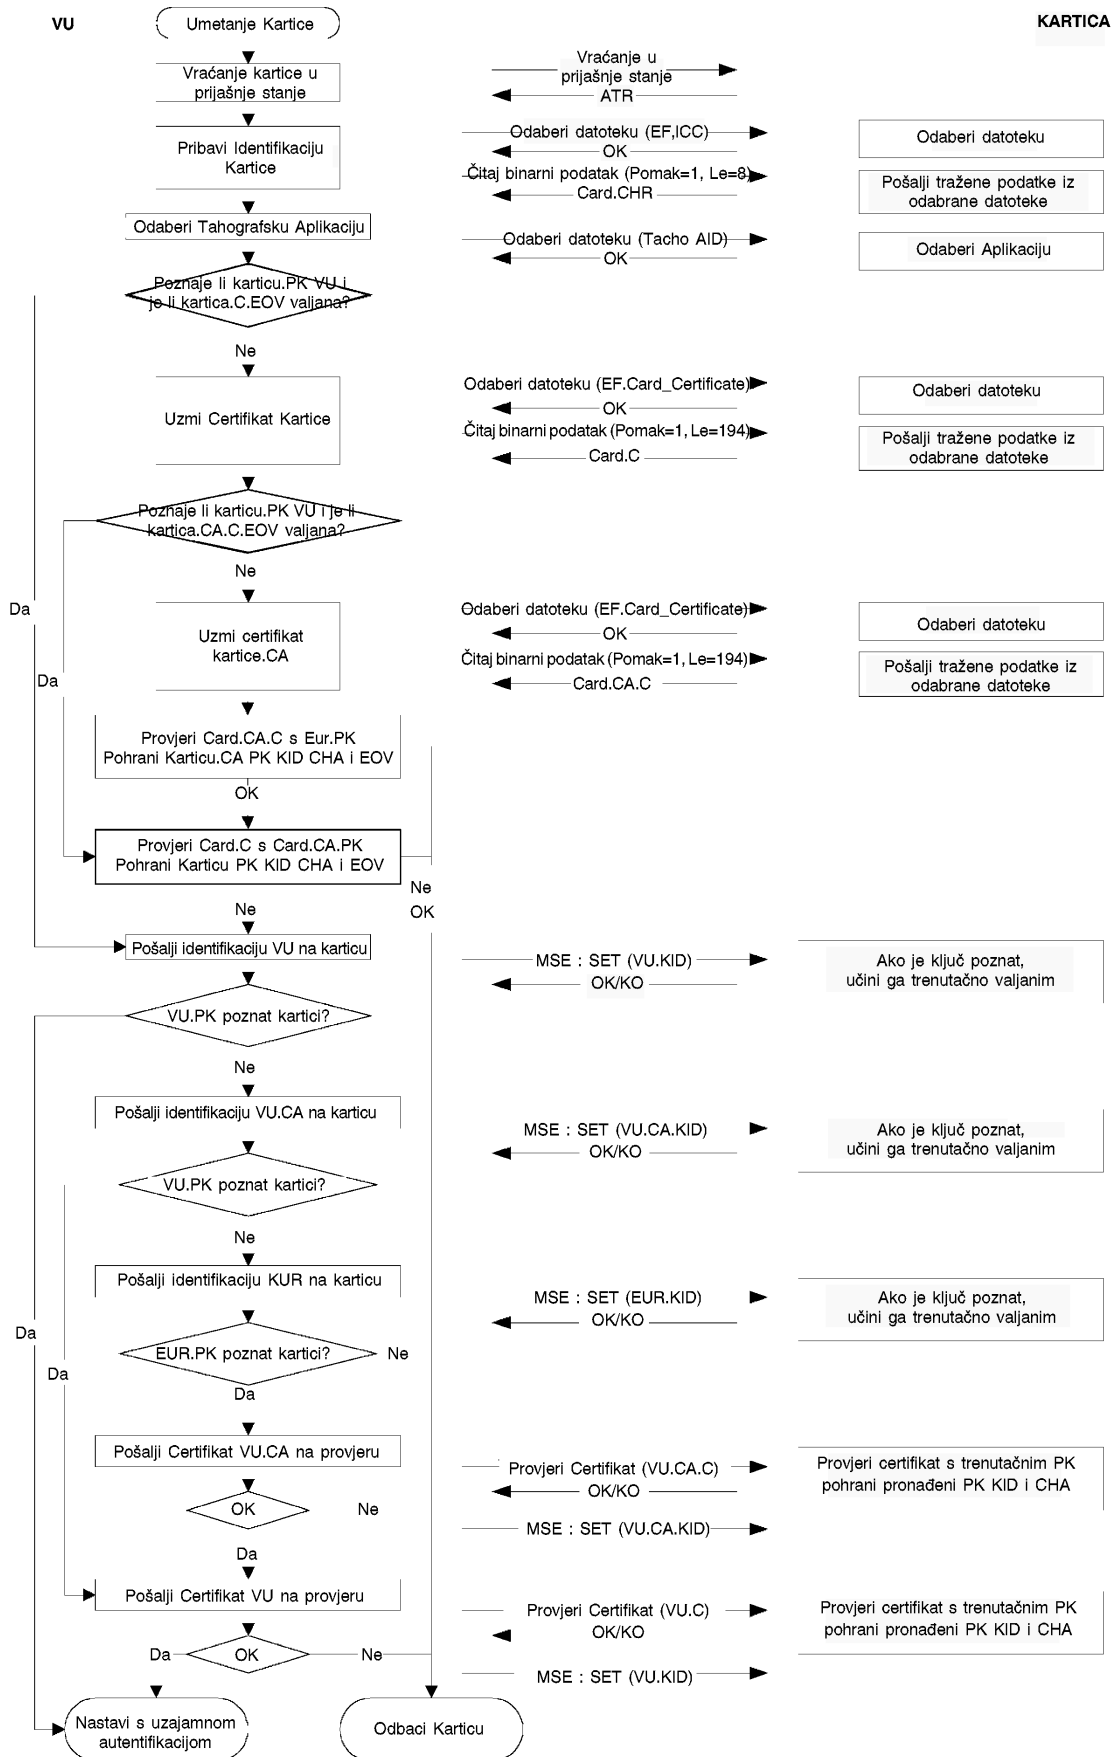 VU
Umetanje Kartice
KARTICA
Vraćanje kartice u
prijašnje stanje
Vraćanje u
prijašnje stanje
ATR
Pribavi Identifikaciju
Kartice
Odaberi datoteku (EF,ICC)
OK
Čitaj binarni podatak (Pomak=1, Le=8)
Card.CHR
Odaberi datoteku
Pošalji tražene podatke iz
odabrane datoteke
Odaberi Tahografsku Aplikaciju
Odaberi datoteku (Tacho AID)
OK
Odaberi Aplikaciju
Poznaje li karticu.PK VU i
je li kartica.C.EOV valjana?
Ne
Uzmi Certifikat Kartice
Odaberi datoteku (EF.Card_Certificate)
OK
Čitaj binarni podatak (Pomak=1, Le=194)
Card.C
Odaberi datoteku
Pošalji tražene podatke iz
odabrane datoteke
Poznaje li karticu.PK VU i je li
kartica.CA.C.EOV valjana?
Ne
Da
Uzmi certifikat
kartice.CA
Odaberi datoteku (EF.Card_Certificate)
OK
Čitaj binarni podatak (Pomak=1, Le=194)
Card.CA.C
Odaberi datoteku
Pošalji tražene podatke iz
odabrane datoteke
Da
Provjeri Card.CA.C s Eur.PK
Pohrani Karticu.CA PK KID CHA i EOV
OK
Provjeri Card.C s Card.CA.PK
Pohrani Karticu PK KID CHA i EOV
Ne
OK
Ne
Pošalji identifikaciju VU na karticu
MSE : SET (VU.KID)
OK/KO
Ako je ključ poznat,
učini ga trenutačno valjanim
VU.PK poznat kartici?
Ne
Pošalji identifikaciju VU.CA na karticu
MSE : SET (VU.CA.KID)
OK/KO
Ako je ključ poznat,
učini ga trenutačno valjanim
VU.PK poznat kartici?
Ne
Pošalji identifikaciju KUR na karticu
MSE : SET (EUR.KID)
OK/KO
Ako je ključ poznat,
učini ga trenutačno valjanim
Da
EUR.PK poznat kartici?
Ne
Da
Da
Pošalji Certifikat VU.CA na provjeru
Provjeri Certifikat (VU.CA.C)
OK/KO
Provjeri certifikat s trenutačnim PK
pohrani pronađeni PK KID i CHA
OK
Ne
MSE : SET (VU.CA.KID)
Da
Pošalji Certifikat VU na provjeru
Provjeri Certifikat (VU.C)
OK/KO
Provjeri certifikat s trenutačnim PK
pohrani pronađeni PK KID i CHA
Da
OK
Ne
MSE : SET (VU.KID)
Nastavi s uzajamnom
autentifikacijom
Odbaci Karticu